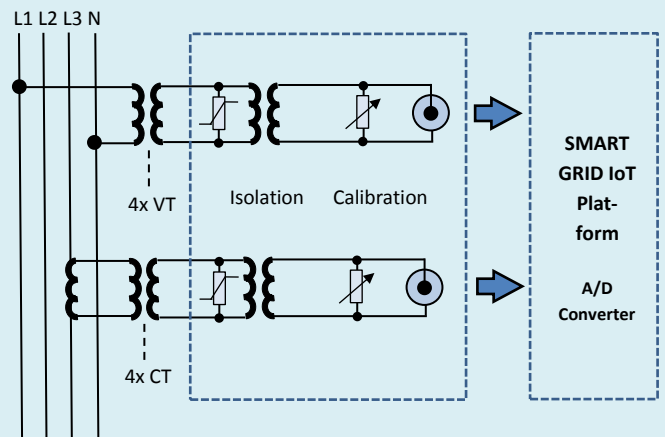 L1 L2 L3 N
4x VT
Isolation Calibration
4x CT
SMART
GRID IoT
Plat-
form
A/D
Converter